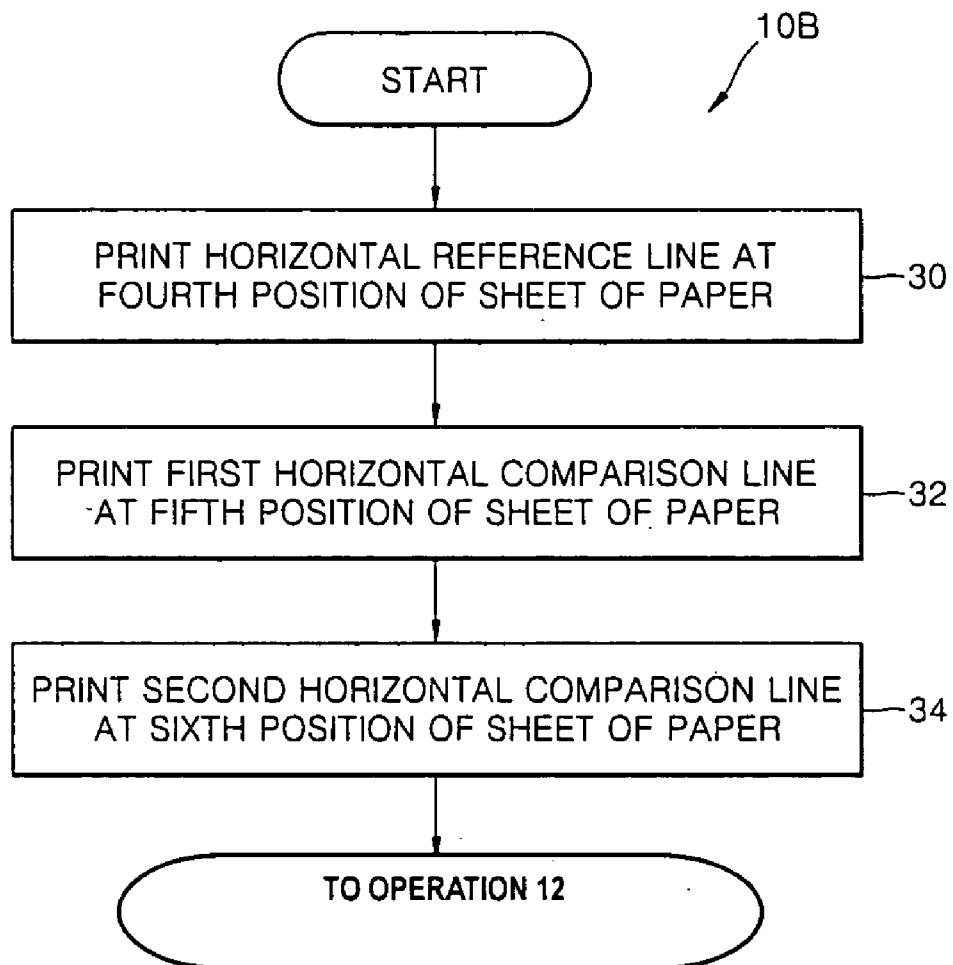 10B
START
PRINT HORIZONTAL REFERENCE LINE AT
FOURTH POSITION OF SHEET OF PAPER
30
PRINT FIRST HORIZONTAL COMPARISON LINE
AT FIFTH POSITION OF SHEET OF PAPER
32
PRINT SECOND HORIZONTAL COMPARISON LINE
AT SIXTH POSITION OF SHEET OF PAPER
34
TO OPERATION 12